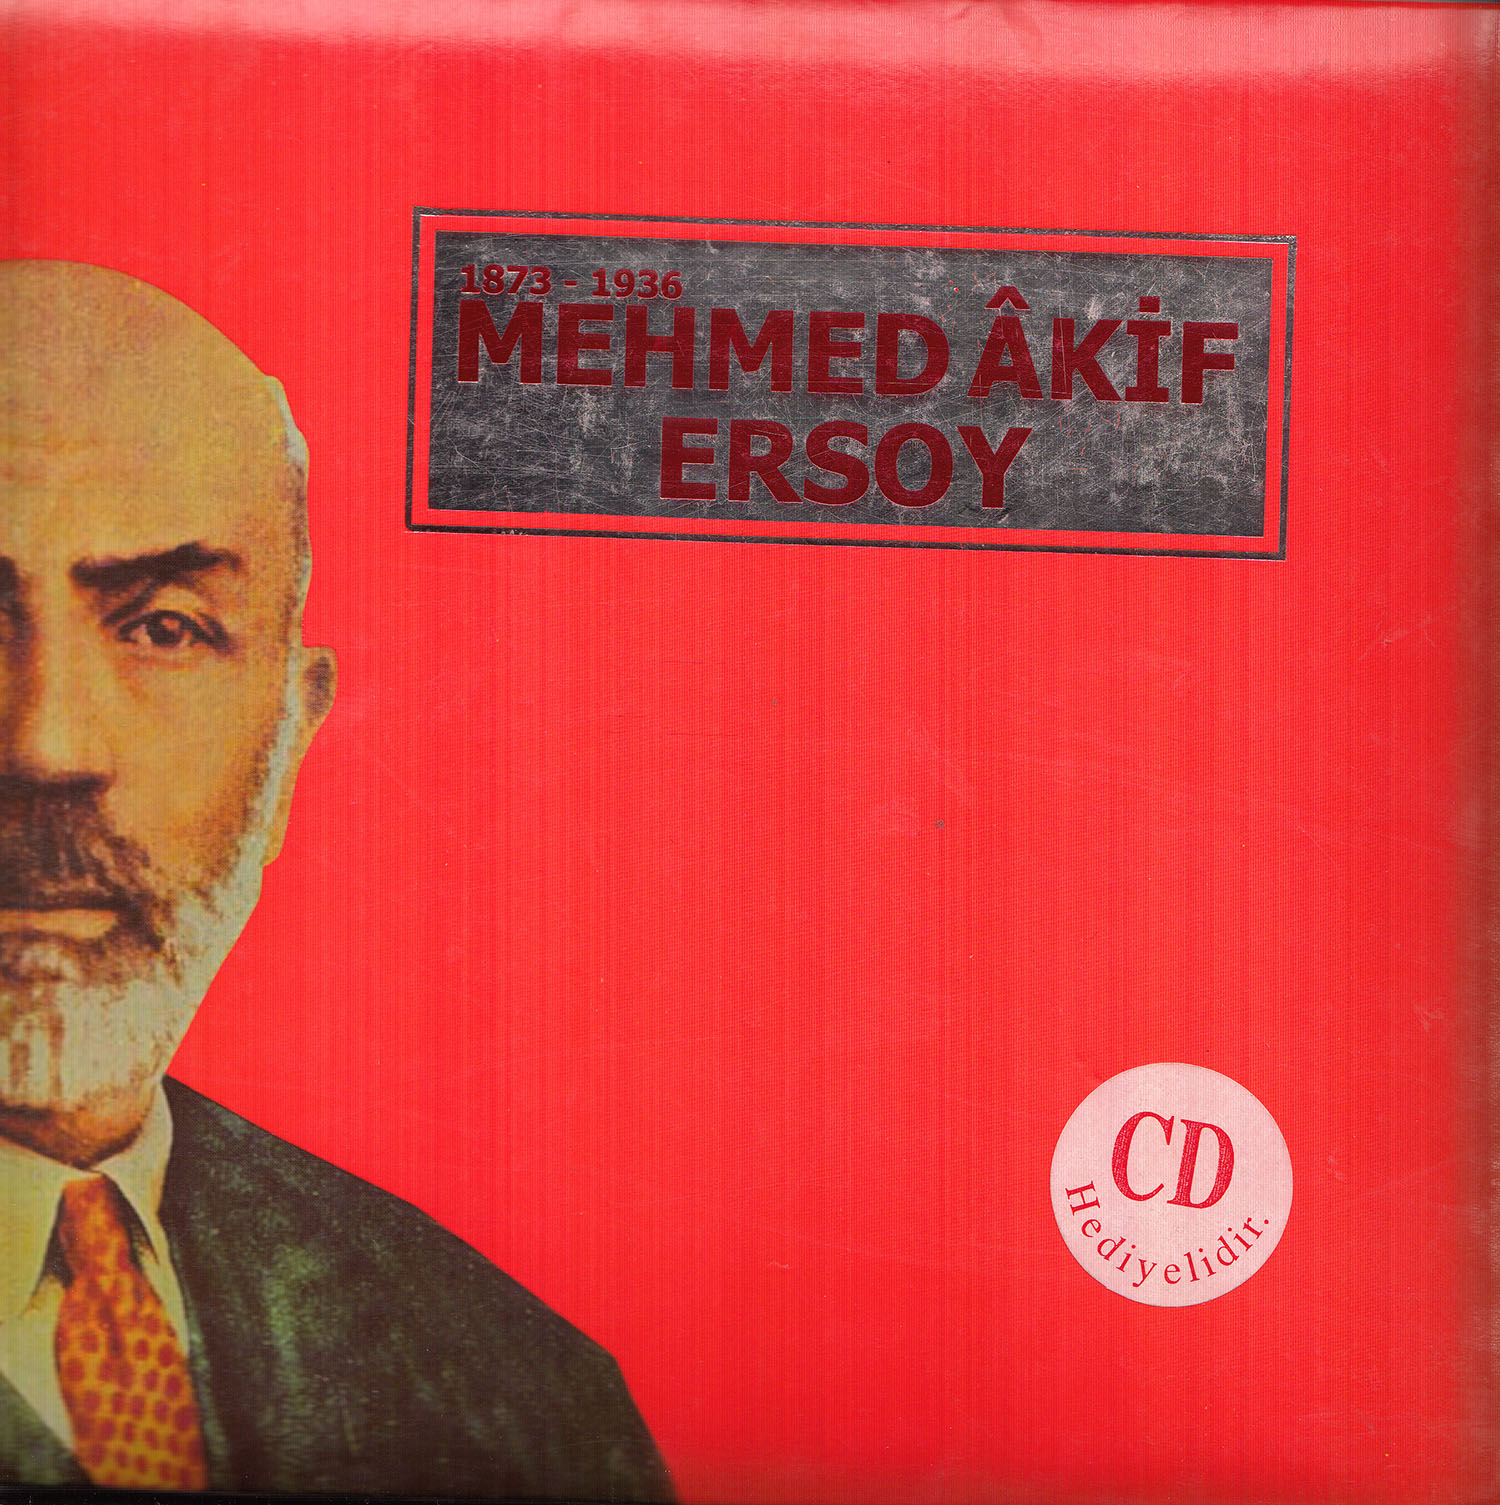 1873 - 1936
MEHMED ÂKİF
ERSOY
CD
Hediyelidir.